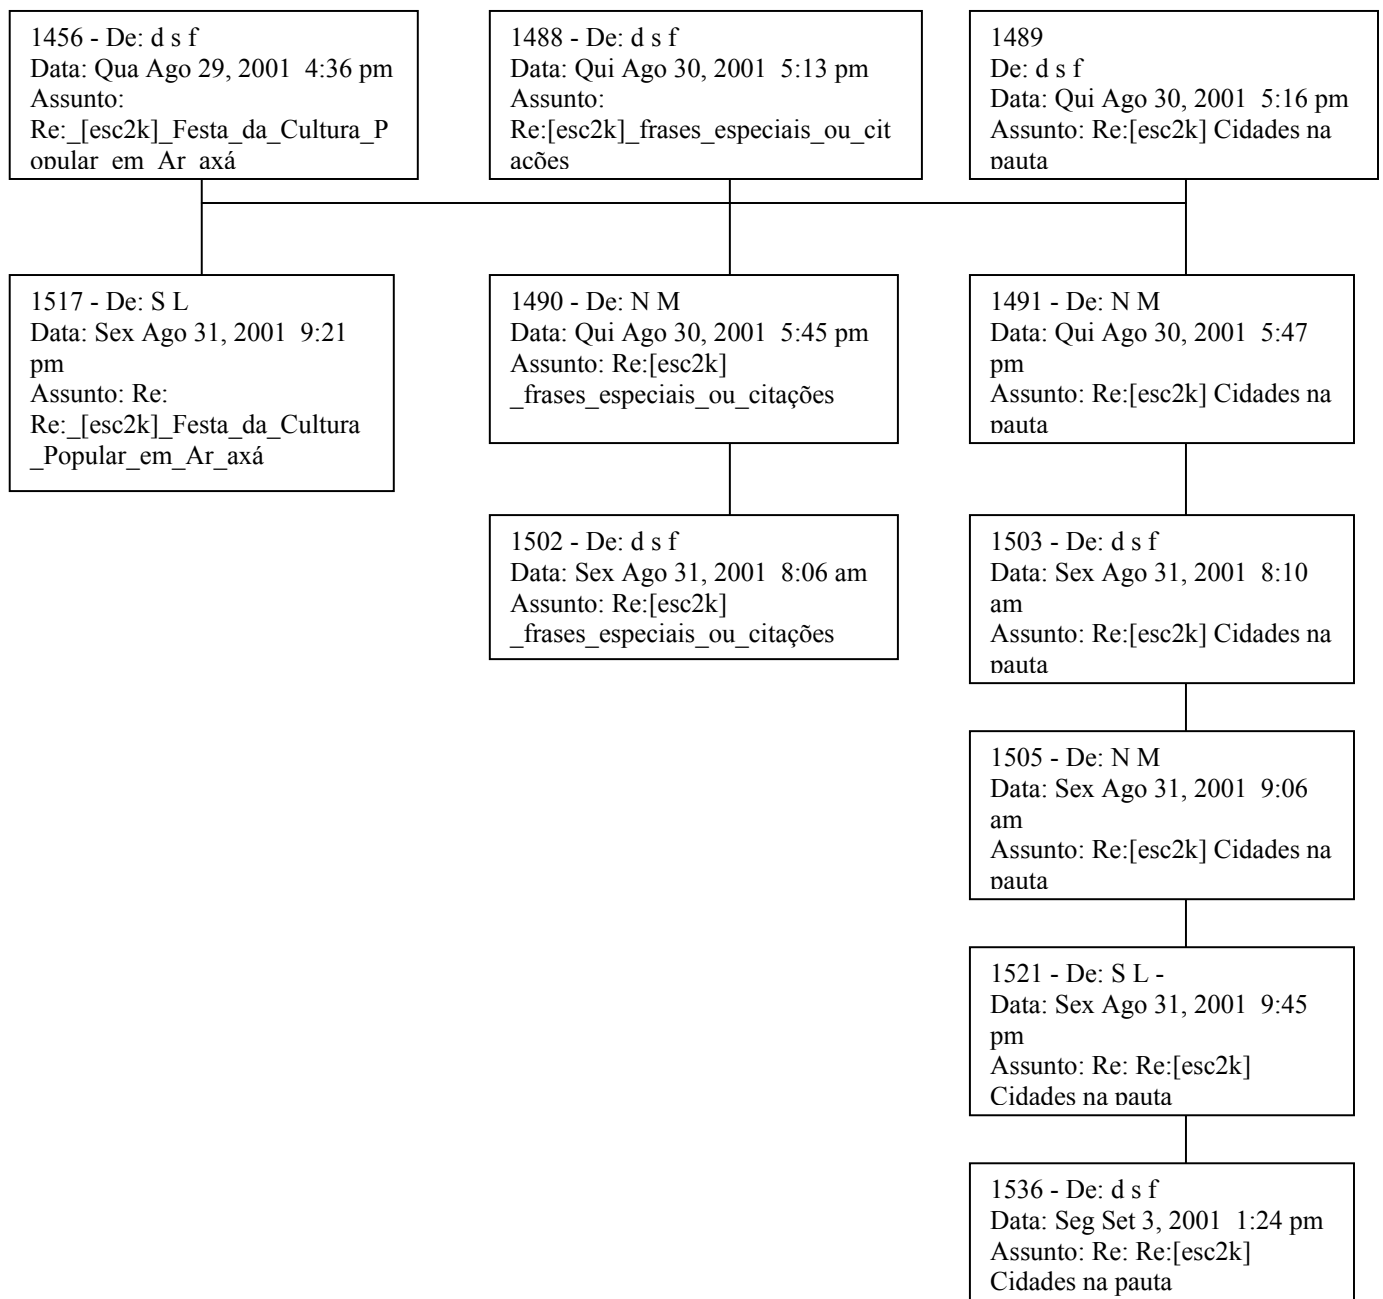 1456 - De: d s f
Data: Qua Ago 29, 2001  4:36 pm
Assunto:
Re:_[esc2k]_Festa_da_Cultura_P
opular_em_Ar_axá
1488 - De: d s f
Data: Qui Ago 30, 2001  5:13 pm
Assunto:
Re:[esc2k]_frases_especiais_ou_cit
ações
1489
De: d s f
Data: Qui Ago 30, 2001  5:16 pm
Assunto: Re:[esc2k] Cidades na
pauta
1517 - De: S L
Data: Sex Ago 31, 2001  9:21
pm
Assunto: Re:
Re:_[esc2k]_Festa_da_Cultura
_Popular_em_Ar_axá
1490 - De: N M
Data: Qui Ago 30, 2001  5:45 pm
Assunto: Re:[esc2k]
_frases_especiais_ou_citações
1491 - De: N M
Data: Qui Ago 30, 2001  5:47
pm
Assunto: Re:[esc2k] Cidades na
pauta
1502 - De: d s f
Data: Sex Ago 31, 2001  8:06 am
Assunto: Re:[esc2k]
_frases_especiais_ou_citações
1503 - De: d s f
Data: Sex Ago 31, 2001  8:10
am
Assunto: Re:[esc2k] Cidades na
pauta
1505 - De: N M
Data: Sex Ago 31, 2001  9:06
am
Assunto: Re:[esc2k] Cidades na
pauta
1521 - De: S L -
Data: Sex Ago 31, 2001  9:45
pm
Assunto: Re: Re:[esc2k]
Cidades na pauta
1536 - De: d s f
Data: Seg Set 3, 2001  1:24 pm
Assunto: Re: Re:[esc2k]
Cidades na pauta